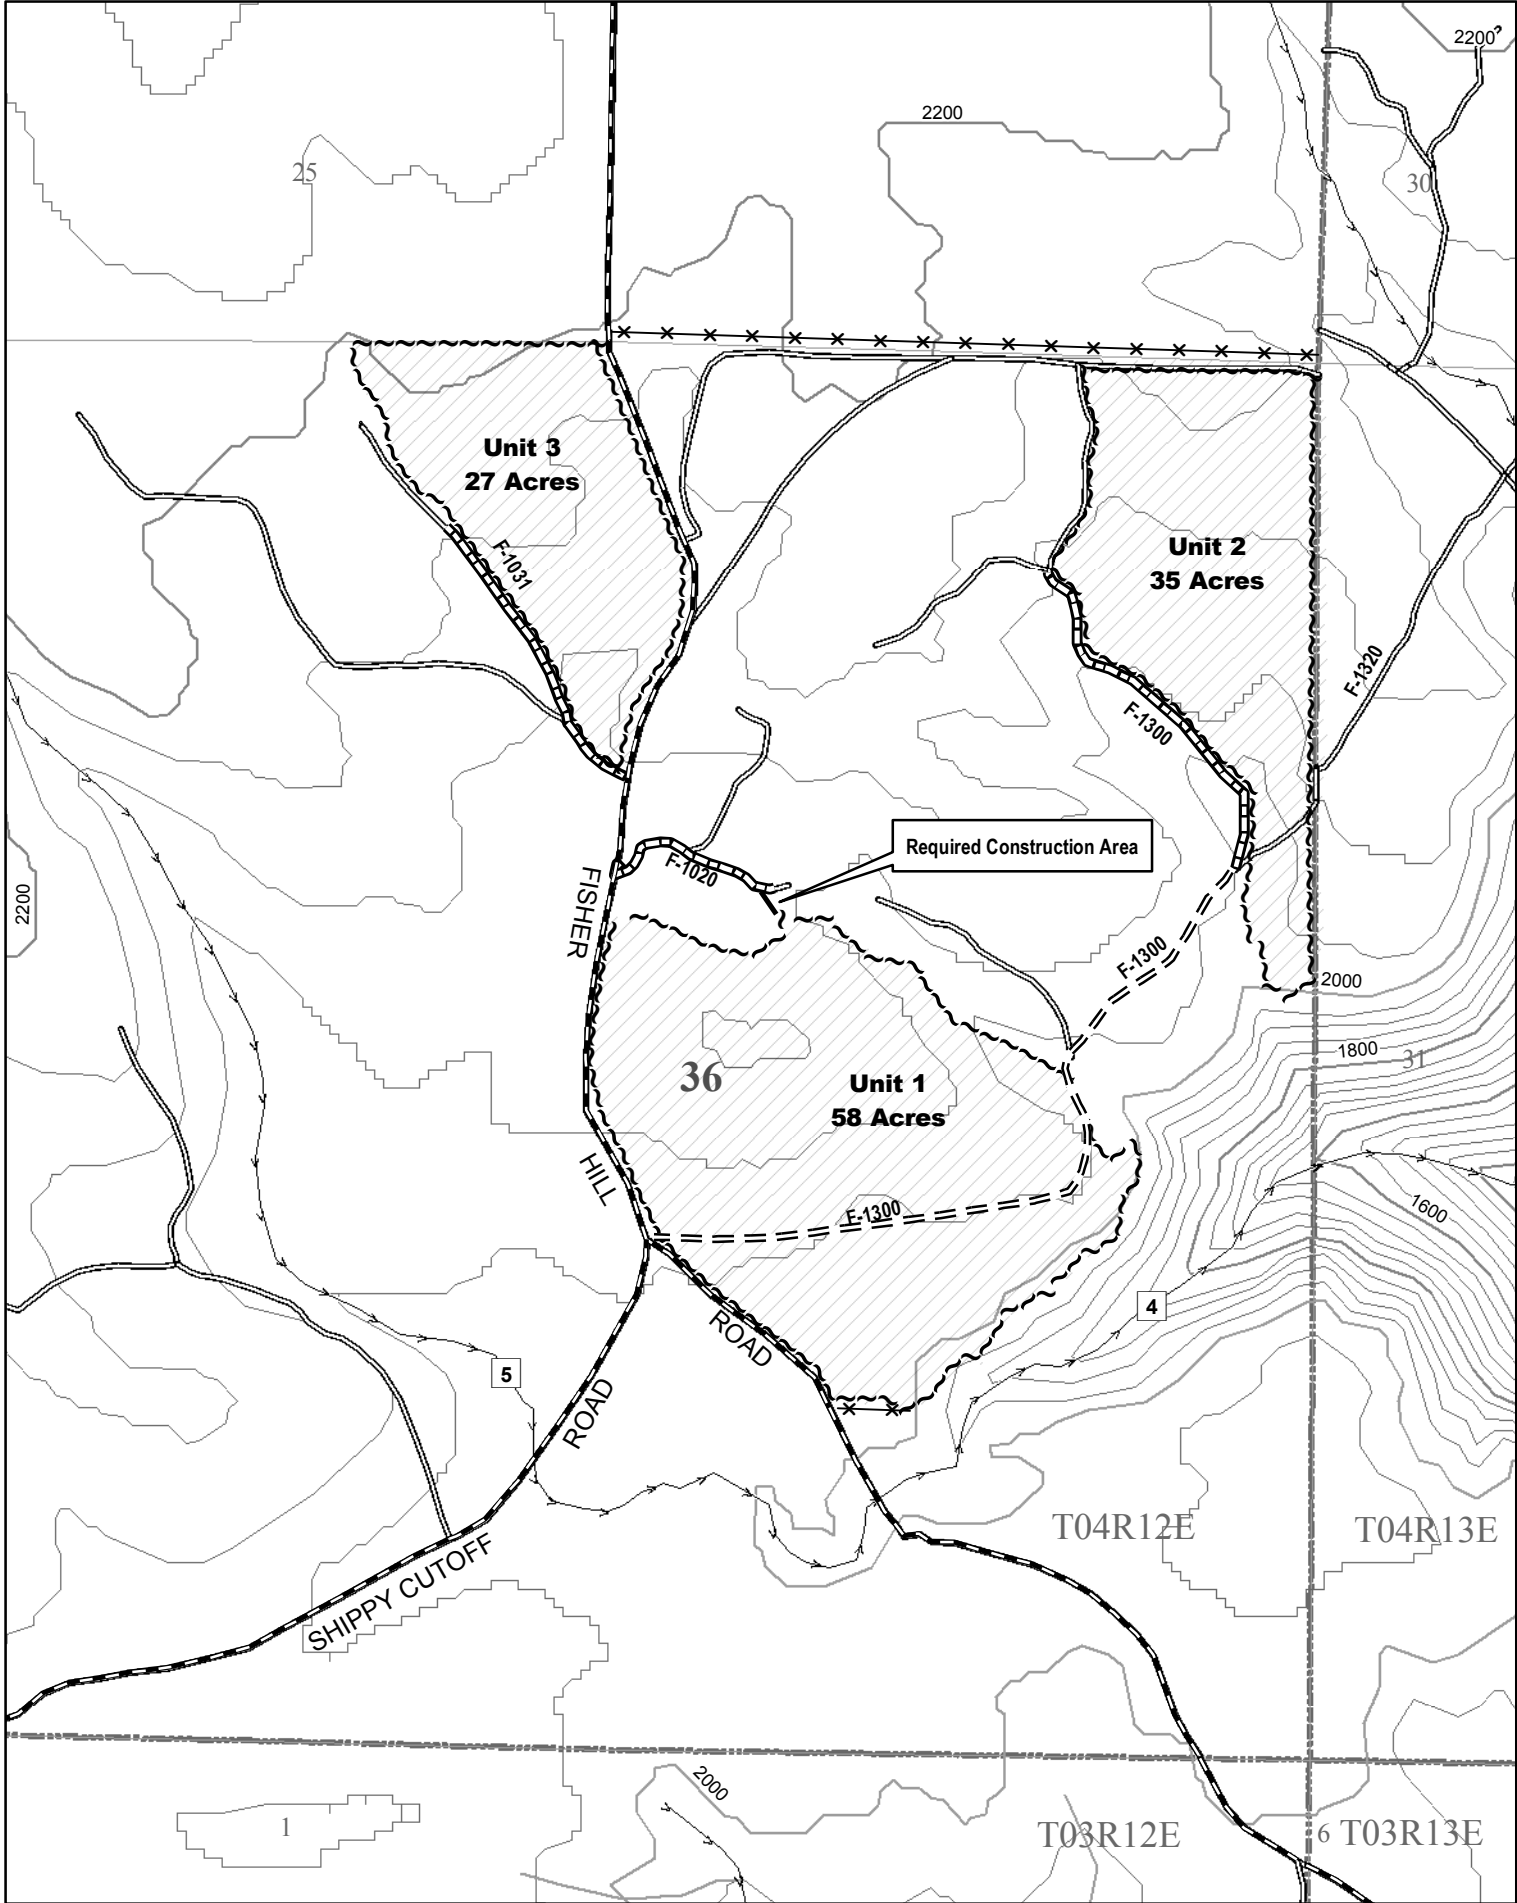 2200
2200
25
30
Unit 3
27 Acres
F-1031
Unit 2
35 Acres
F-1320
F-1300
Required Construction Area
F-1020
2200
FISHER
F-1300
2000
36
Unit 1
58 Acres
1800
31
HILL
F-1300
1600
4
ROAD
5
ROAD
T04R12E
T04R13E
SHIPPY CUTOFF
2000
1
T03R12E
6
T03R13E